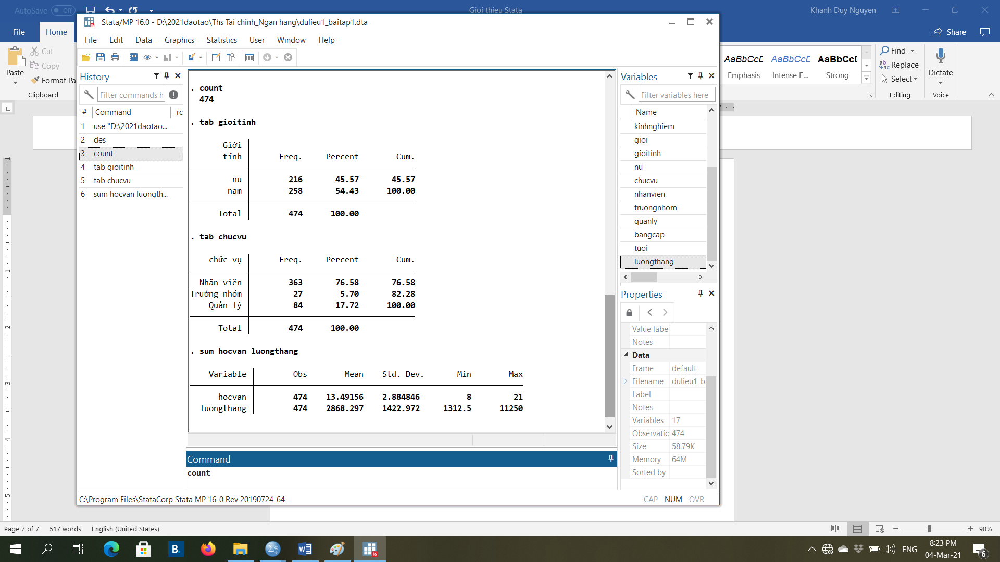 AutoSave Off
Gioi thieu Stata
Khanh Duy Nguyen
File Home
Share
Paste
Cut
Copy
Format Pa
Clipboard
AaBbCcD AaBbCcD AaBbCcD
Emphasis Intense E... Strong
Find
Replace
Select
Editing
Dictate
Voice
Stata/MP 16.0 - D:\2021daotao\Ths Tai chinh_Ngan hang\dulieu1_baitap1.dta
File Edit Data Graphics Statistics User Window Help
History
Filter commands h
# Command _rc
1 use "D:\2021daotao...
2 des
3 count
4 tab gioitinh
5 tab chucvu
6 sum hocvan luongth...
. count
474
. tab gioitinh
Giới
tính Freq. Percent Cum.
nu 216 45.57 45.57
nam 258 54.43 100.00
Total 474 100.00
. tab chucvu
chức vụ Freq. Percent Cum.
Nhân viên 363 76.58 76.58
Trưởng nhóm 27 5.70 82.28
Quản lý 84 17.72 100.00
Total 474 100.00
. sum hocvan luongthang
Variable Obs Mean Std. Dev. Min Max
hocvan 474 13.49156 2.884846 8 21
luongthang 474 2868.297 1422.972 1312.5 11250
Command
count
Variables
Filter variables here
Name
kinhnghiem
gioi
gioitinh
nu
chucvu
nhanvien
truongnhom
quanly
bangcap
tuoi
luongthang
Properties
Value labe
Notes
Data
Frame default
Filename dulieu1_b
Label
Notes
Variables 17
Observatic 474
Size 58.79K
Memory 64M
Sorted by
C:\Program Files\StataCorp Stata MP 16_0 Rev 20190724_64
CAP NUM OVR
Page 7 of 7 517 words English (United States)
90%
B.
16
ENG
8:23 PM
04-Mar-21
6